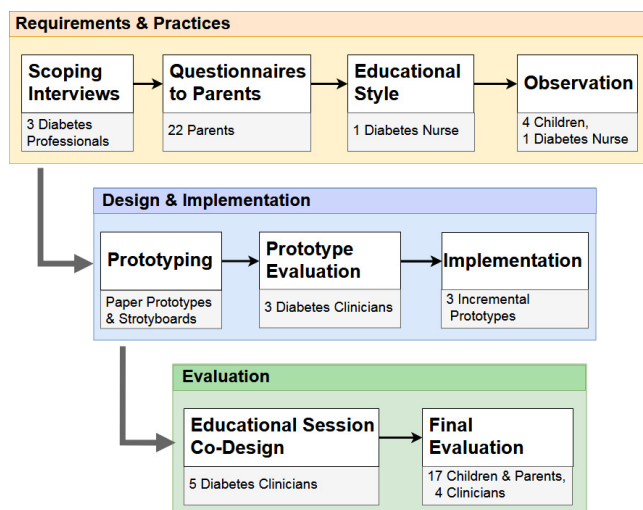 Requirements & Practices
Scoping
Interviews
3 Diabetes
Professionals
Questionnaires
to Parents
22 Parents
Educational
Style
1 Diabetes Nurse
Observation
4 Children,
1 Diabetes Nurse
Design & Implementation
Prototyping
Paper Prototypes
& Strotyboards
Prototype
Evaluation
3 Diabetes Clinicians
Implementation
3 Incremental
Prototypes
Evaluation
Educational Session
Co-Design
5 Diabetes Clinicians
Final
Evaluation
17 Children & Parents,
4 Clinicians